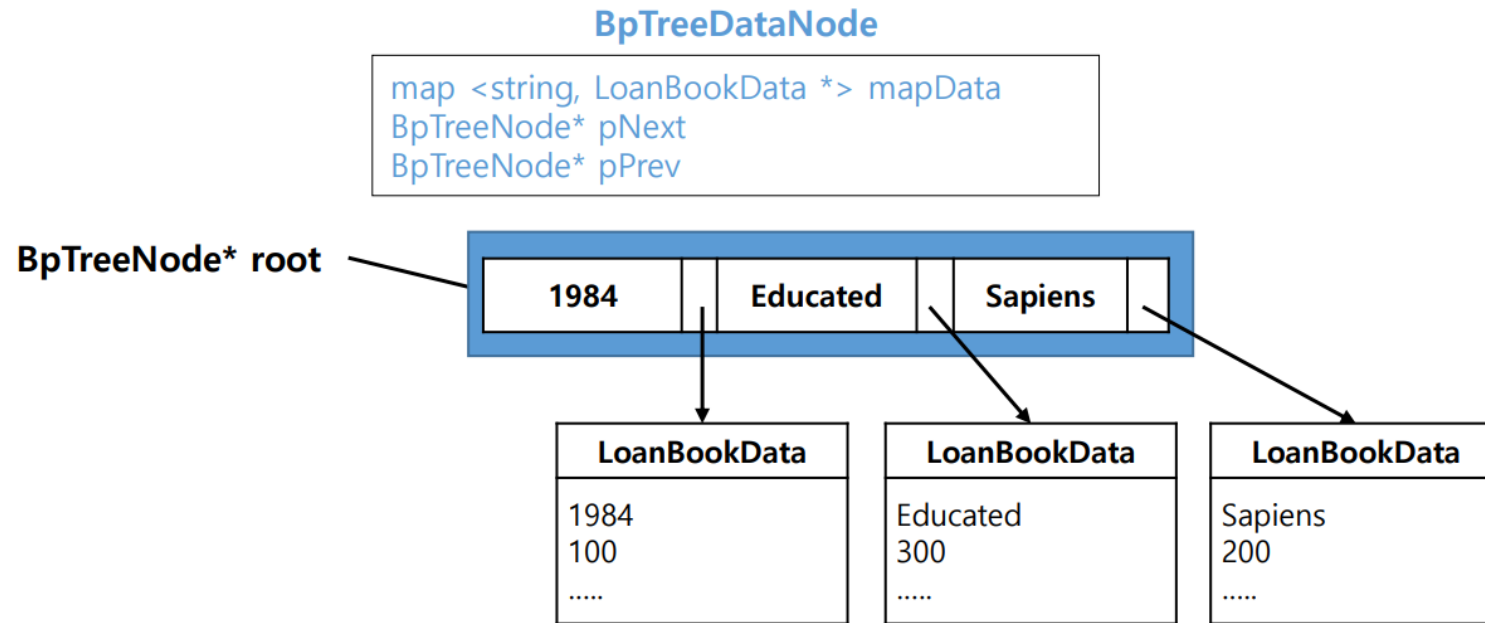 BpTreeDataNode
map <string, LoanBookData *> mapData
BpTreeNode* pNext
BpTreeNode* pPrev
BpTreeNode* root
1984
Educated
Sapiens
LoanBookData
1984
100
.....
LoanBookData
Educated
300
.....
LoanBookData
Sapiens
200
.....